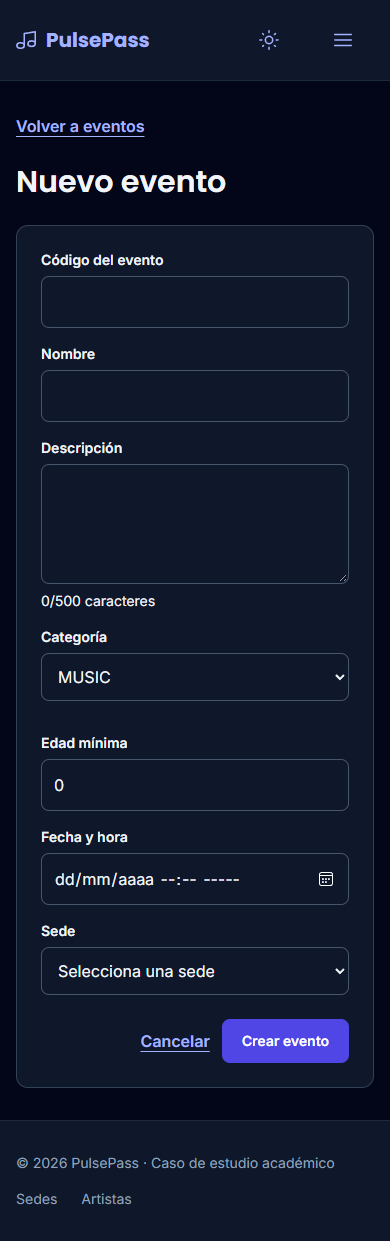 PulsePass
Volver a eventos
Nuevo evento
Código del evento
Nombre
Descripción
0/500 caracteres
Categoría
MUSIC
Edad mínima
0
Fecha y hora
dd/mm/aaaa --:-- -----
Sede
Selecciona una sede
Cancelar Crear evento
© 2026 PulsePass · Caso de estudio académico
Sedes Artistas